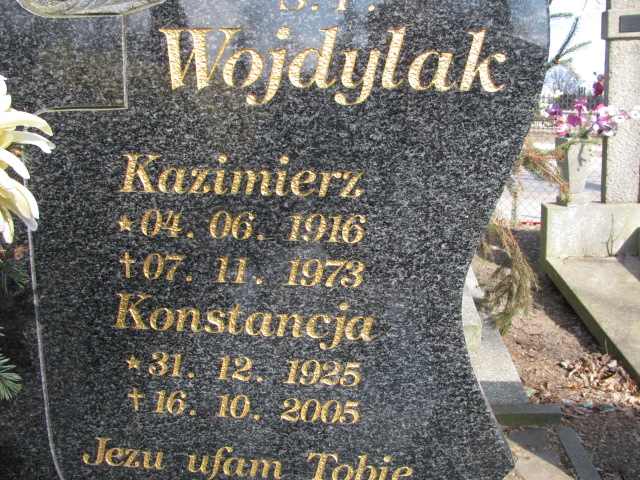 Ś. P.
Wojdylak
Kazimierz
★04. 06. 1916
✝07. 11. 1973
Konstancja
★31. 12. 1925
✝16. 10. 2005
Jezu ufam Tobie